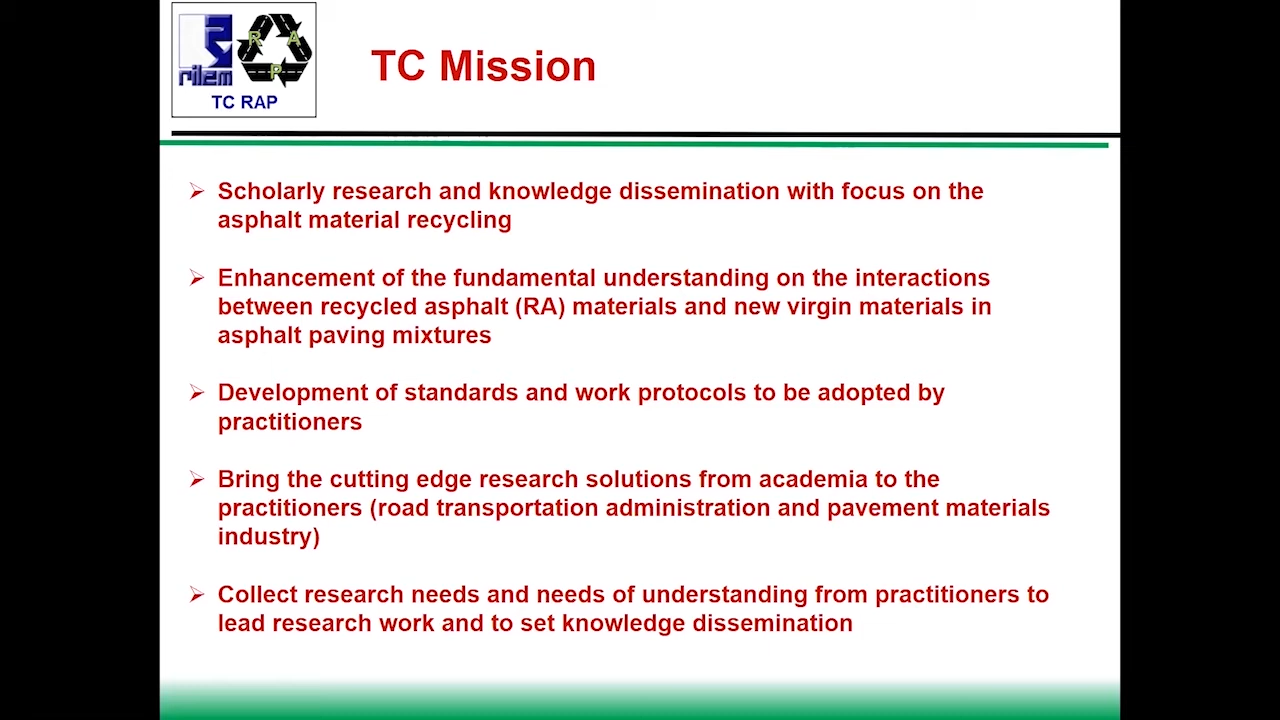 rilem
R A
P
TC RAP
TC Mission
Scholarly research and knowledge dissemination with focus on the
asphalt material recycling
Enhancement of the fundamental understanding on the interactions
between recycled asphalt (RA) materials and new virgin materials in
asphalt paving mixtures
Development of standards and work protocols to be adopted by
practitioners
Bring the cutting edge research solutions from academia to the
practitioners (road transportation administration and pavement materials
industry)
Collect research needs and needs of understanding from practitioners to
lead research work and to set knowledge dissemination